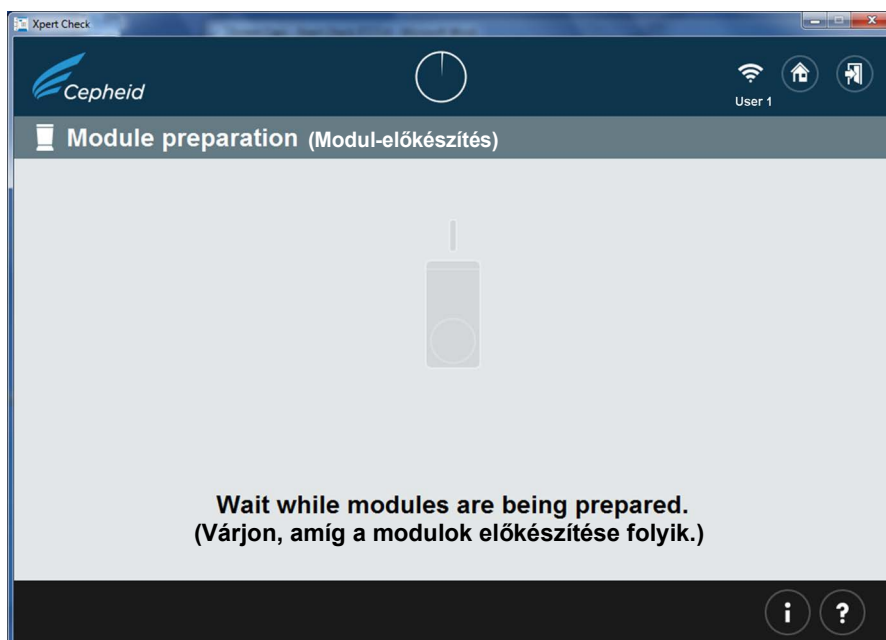 Xpert Check
Cepheid
User 1
Module preparation (Modul-előkészítés)
Wait while modules are being prepared.
(Várjon, amíg a modulok előkészítése folyik.)
i ?